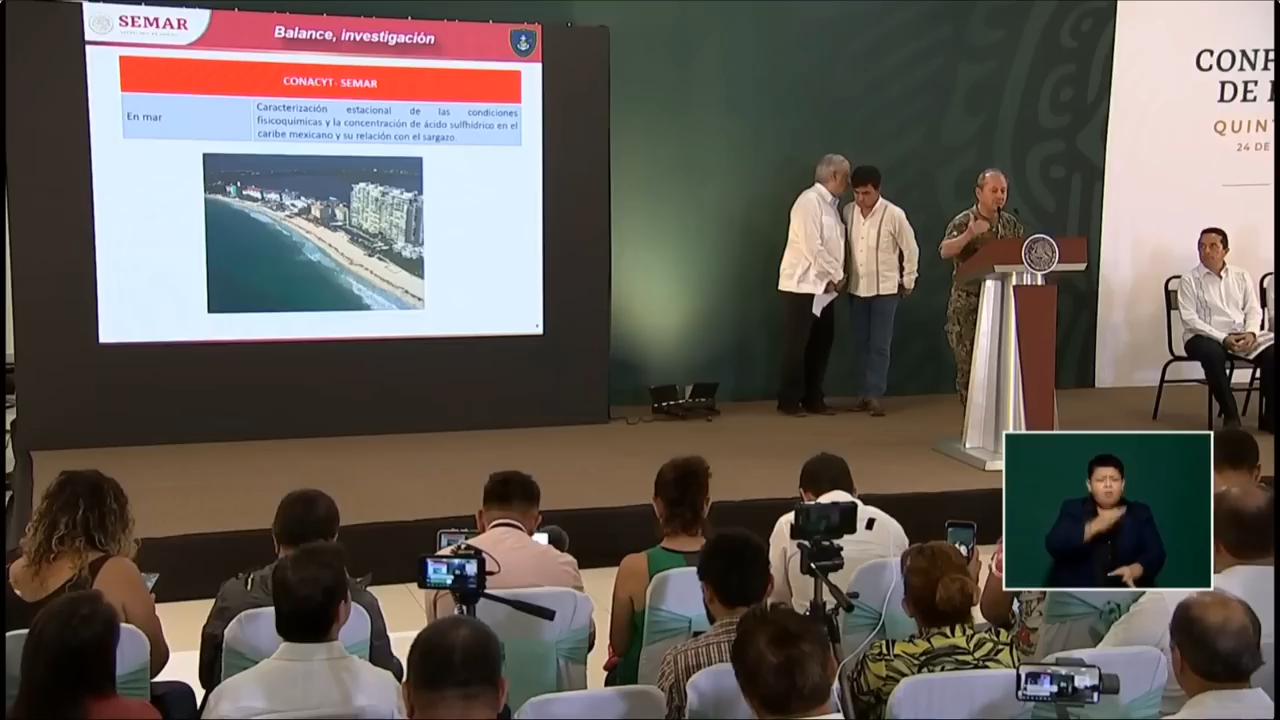 SEMAR
Balance, investigación
CONACYT- SEMAR
En mar
Caracterización estacional de las condiciones
fisicoquímicas y la concentración de ácido sulfhídrico en el
caribe mexicano y su relación con el sargazo.
CONF
DE
QUINT
24 DE